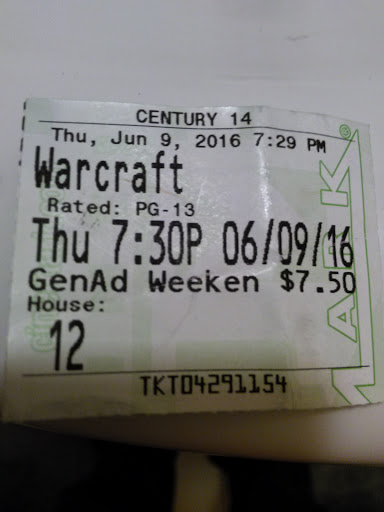 CENTURY 14
Thu, Jun 9, 2016 7:29 PM
Warcraft
Rated: PG-13
Thu 7:30P 06/09/16
GenAd Weeken $7.50
House:
12
TKT04291154